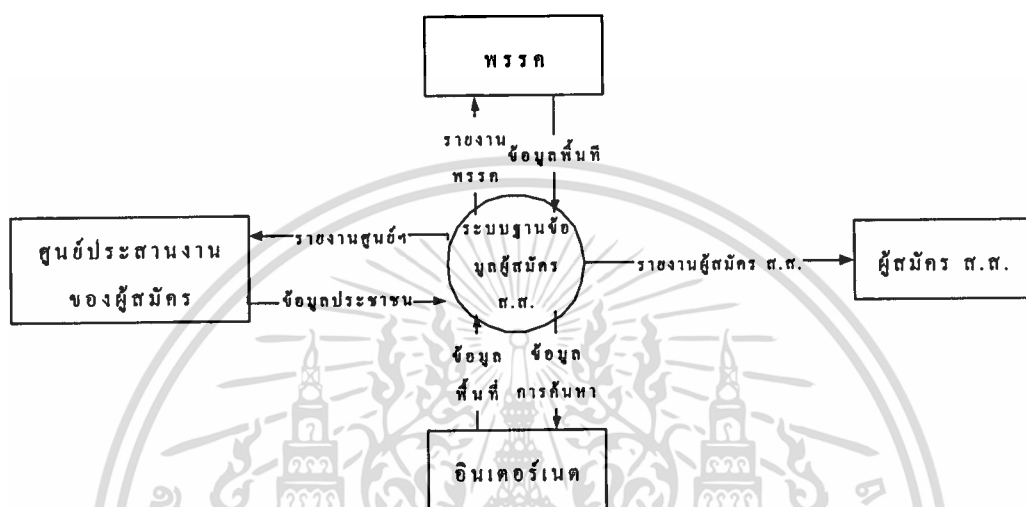 พรรค
รายงาน
พรรค
ข้อมูลพื้นที่
ศูนย์ประสานงาน
ของผู้สมัคร
รายงานศูนย์ฯ
ข้อมูลประชาชน
ระบบฐานข้อ
มูลผู้สมัคร
ส.ส.
รายงานผู้สมัคร ส.ส.
ผู้สมัคร ส.ส.
ข้อมูล
พื้นที่
ข้อมูล
การค้นหา
อินเตอร์เนต